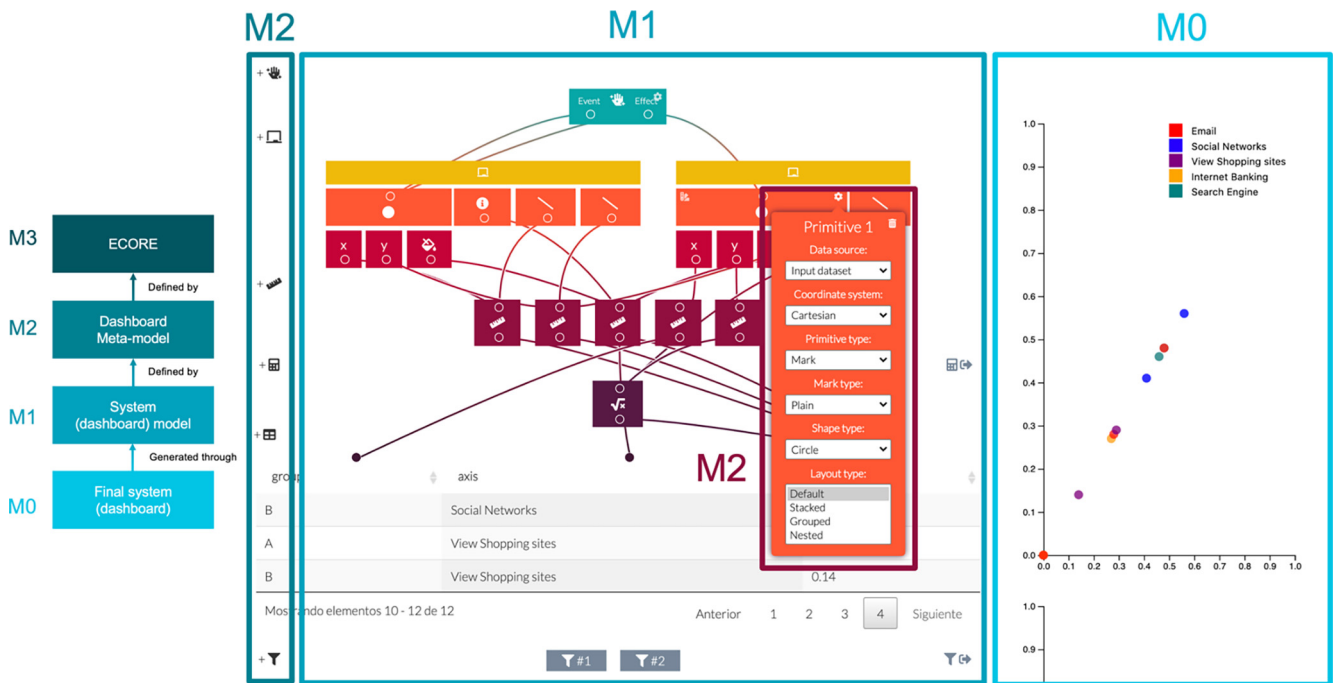 M2
M1
M0
M3
ECORE
Defined by
M2
Dashboard
Meta-model
Defined by
M1
System
(dashboard) model
Generated through
M0
Final system
(dashboard)
+
+
+
+
+
+
Event
Effect
x
y
x
y
√x
Primitive 1
Data source:
Input dataset
Coordinate system:
Cartesian
Primitive type:
Mark
Mark type:
Plain
Shape type:
Circle
Layout type:
Default
Stacked
Grouped
Nested
M2
axis
B
Social Networks
A
View Shopping sites
B
View Shopping sites
0.14
Mostrando elementos 10 - 12 de 12
Anterior
1
2
3
4
Siguiente
#1
#2
Email
Social Networks
View Shopping sites
Internet Banking
Search Engine
1.0
0.9
0.8
0.7
0.6
0.5
0.4
0.3
0.2
0.1
0.0
0.0 0.1 0.2 0.3 0.4 0.5 0.6 0.7 0.8 0.9 1.0
1.0
0.9